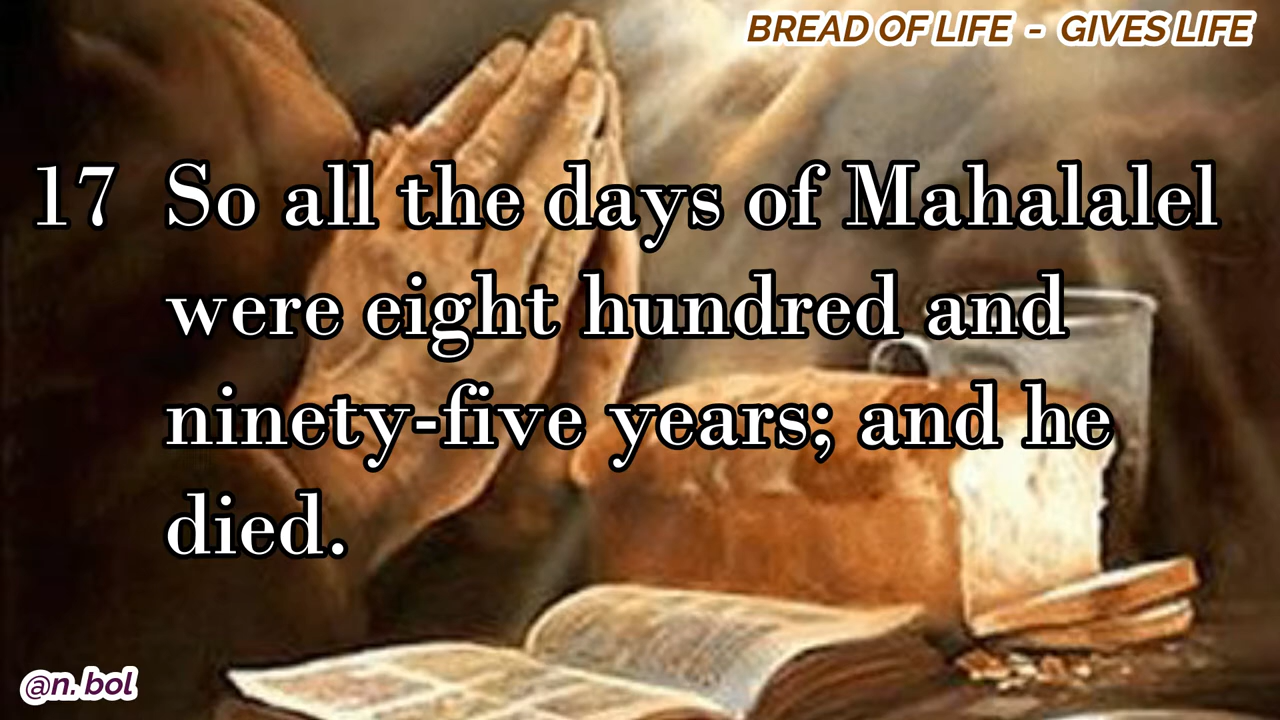 BREAD OF LIFE - GIVES LIFE
17 So all the days of Mahalalel
were eight hundred and
ninety-five years; and he
died.
@n.bol